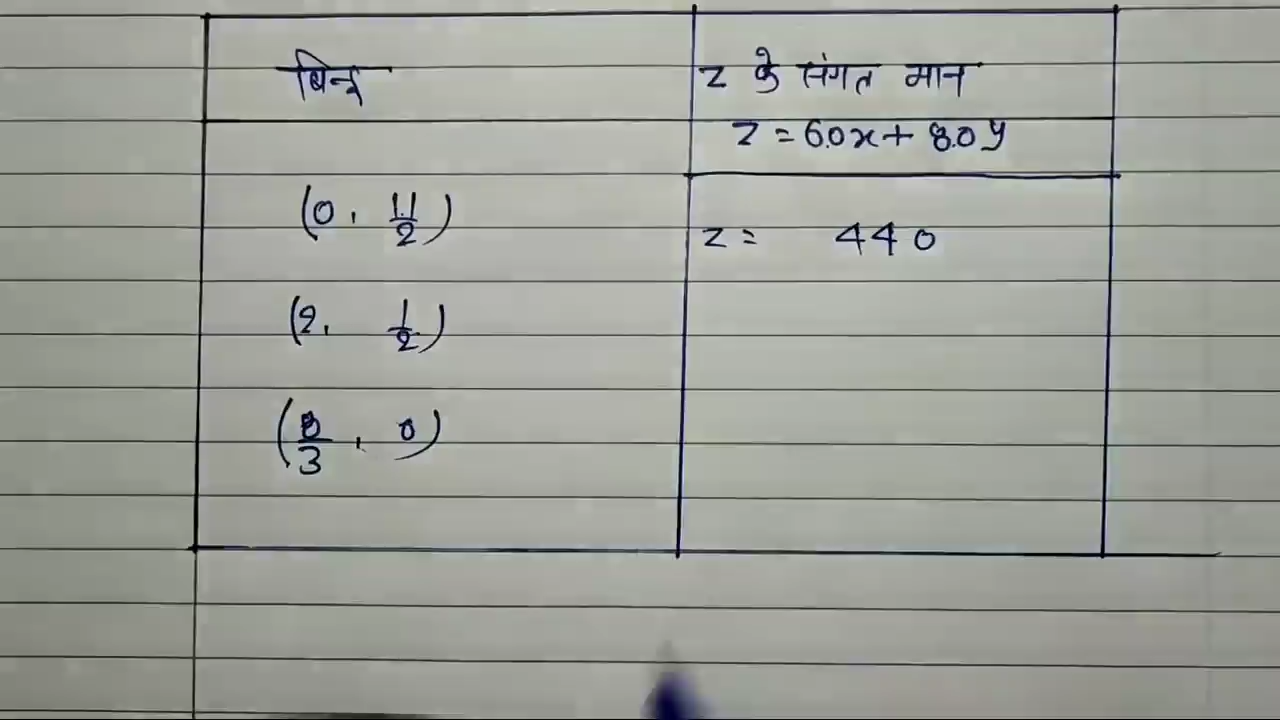 बिन्दु
z के संगत मान
z = 60x + 80y
(0, 11/2)
z = 440
(2, 1/2)
(8/3, 0)